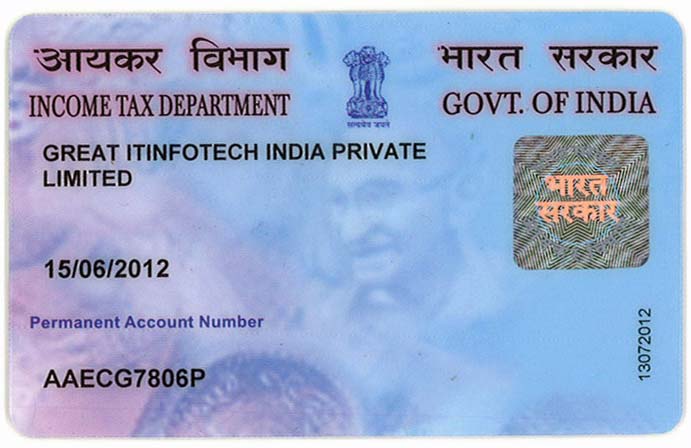 आयकर विभाग
भारत सरकार
INCOME TAX DEPARTMENT
GOVT. OF INDIA
सत्यमेव जयते
GREAT ITINFOTECH INDIA PRIVATE
LIMITED
भारत
सरकार
15/06/2012
Permanent Account Number
AAECG7806P
13072012